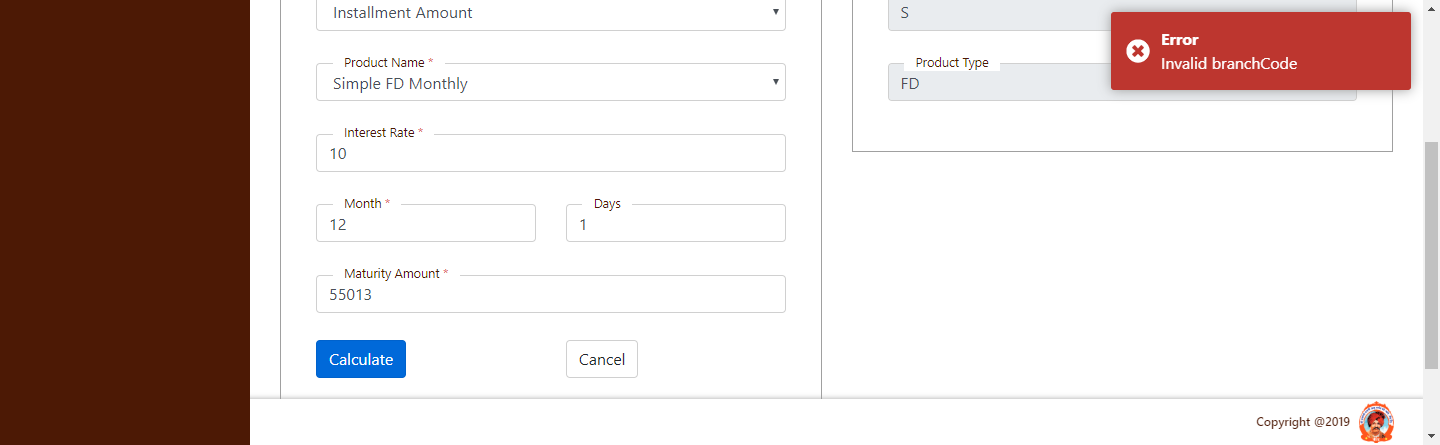 Installment Amount
S
Error
Invalid branchCode
Product Name *
Simple FD Monthly
Product Type
FD
Interest Rate *
10
Month *
12
Days
1
Maturity Amount *
55013
Calculate
Cancel
Copyright @2019